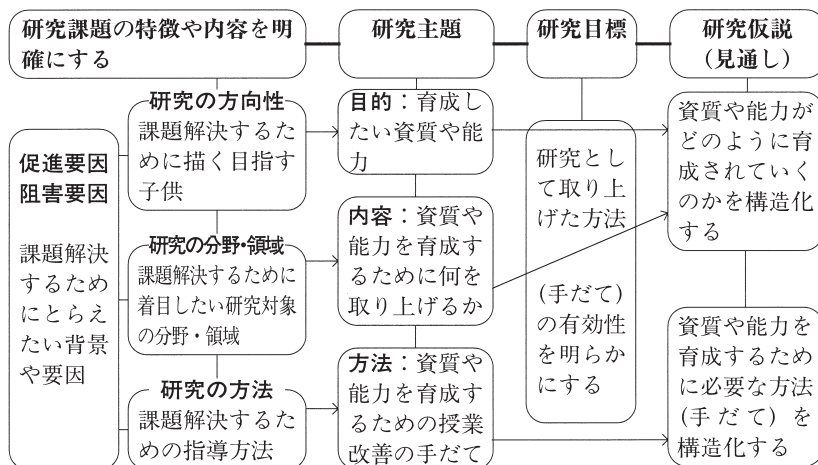 研究課題の特徴や内容を明
確にする
研究主題
研究目標
研究仮説
(見通し)
促進要因
阻害要因
課題解決
するため
にとらえ
たい背景
や要因
研究の方向性
課題解決するた
めに描く目指す
子供
研究の分野・領域
課題解決するために
着目したい研究対象
の分野・領域
研究の方法
課題解決するた
めの指導方法
目的：育成し
たい資質や能
力
内容：資質や
能力を育成す
るために何を
取り上げるか
方法：資質や
能力を育成す
るための授業
改善の手だて
研究とし
て取り上
げた方法
(手だて)
の有効性
を明らか
にする
資質や能力が
どのように育
成されていく
のかを構造化
する
資質や能力を
育成するため
に必要な方法
(手だて)を
構造化する